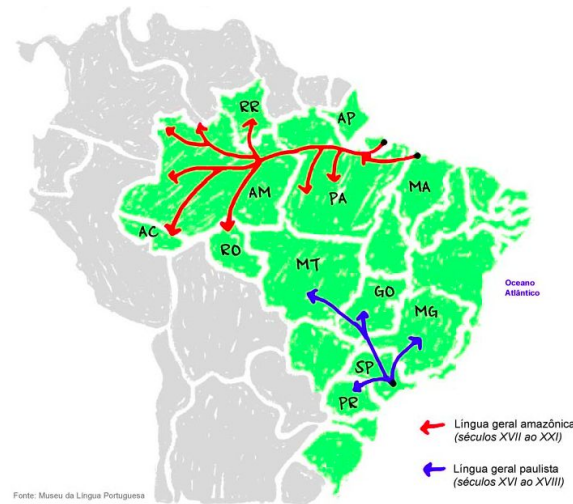 RR
AP
AM
PA
MA
AC
RO
MT
GO
MG
SP
PR
Oceano
Atlântico
Língua geral amazônica
(séculos XVII ao XXI)
Língua geral paulista
(séculos XVI ao XVIII)
Fonte: Museu da Língua Portuguesa